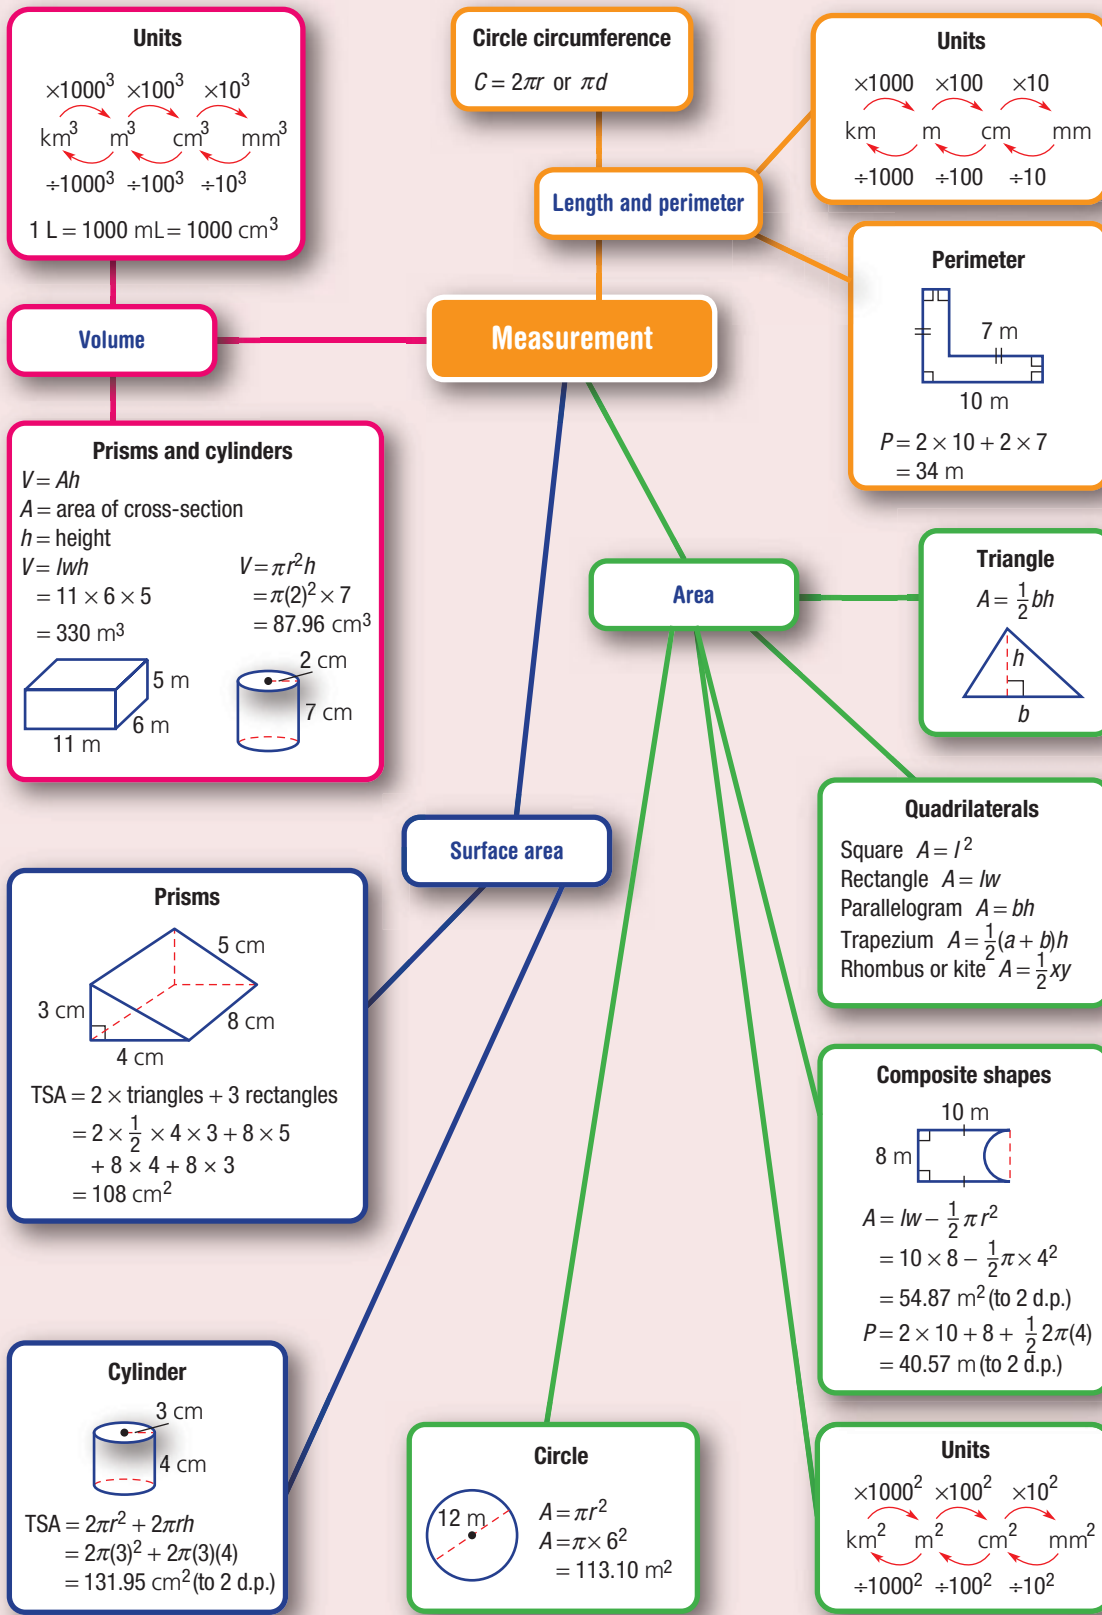 Units
×1000³ ×100³ ×10³
km³ m³ cm³ mm³
÷1000³ ÷100³ ÷10³
1 L = 1000 mL = 1000 cm³
Circle circumference
C = 2πr or πd
Units
×1000 ×100 ×10
km m cm mm
÷1000 ÷100 ÷10
Length and perimeter
Perimeter
7 m
10 m
P = 2 × 10 + 2 × 7
= 34 m
Volume
Measurement
Prisms and cylinders
V = Ah
A = area of cross-section
h = height
V = lwh
= 11 × 6 × 5
= 330 m³
5 m
6 m
11 m
V = πr²h
= π(2)² × 7
= 87.96 cm³
2 cm
7 cm
Area
Triangle
A = ½bh
h
b
Quadrilaterals
Square A = l²
Rectangle A = lw
Parallelogram A = bh
Trapezium A = ½(a + b)h
Rhombus or kite A = ½xy
Surface area
Prisms
5 cm
3 cm
8 cm
4 cm
TSA = 2 × triangles + 3 rectangles
= 2 × ½ × 4 × 3 + 8 × 5
+ 8 × 4 + 8 × 3
= 108 cm²
Composite shapes
10 m
8 m
A = lw − ½πr²
= 10 × 8 − ½π × 4²
= 54.87 m² (to 2 d.p.)
P = 2 × 10 + 8 + ½ 2π(4)
= 40.57 m (to 2 d.p.)
Cylinder
3 cm
4 cm
TSA = 2πr² + 2πrh
= 2π(3)² + 2π(3)(4)
= 131.95 cm² (to 2 d.p.)
Circle
12 m
A = πr²
A = π × 6²
= 113.10 m²
Units
×1000² ×100² ×10²
km² m² cm² mm²
÷1000² ÷100² ÷10²